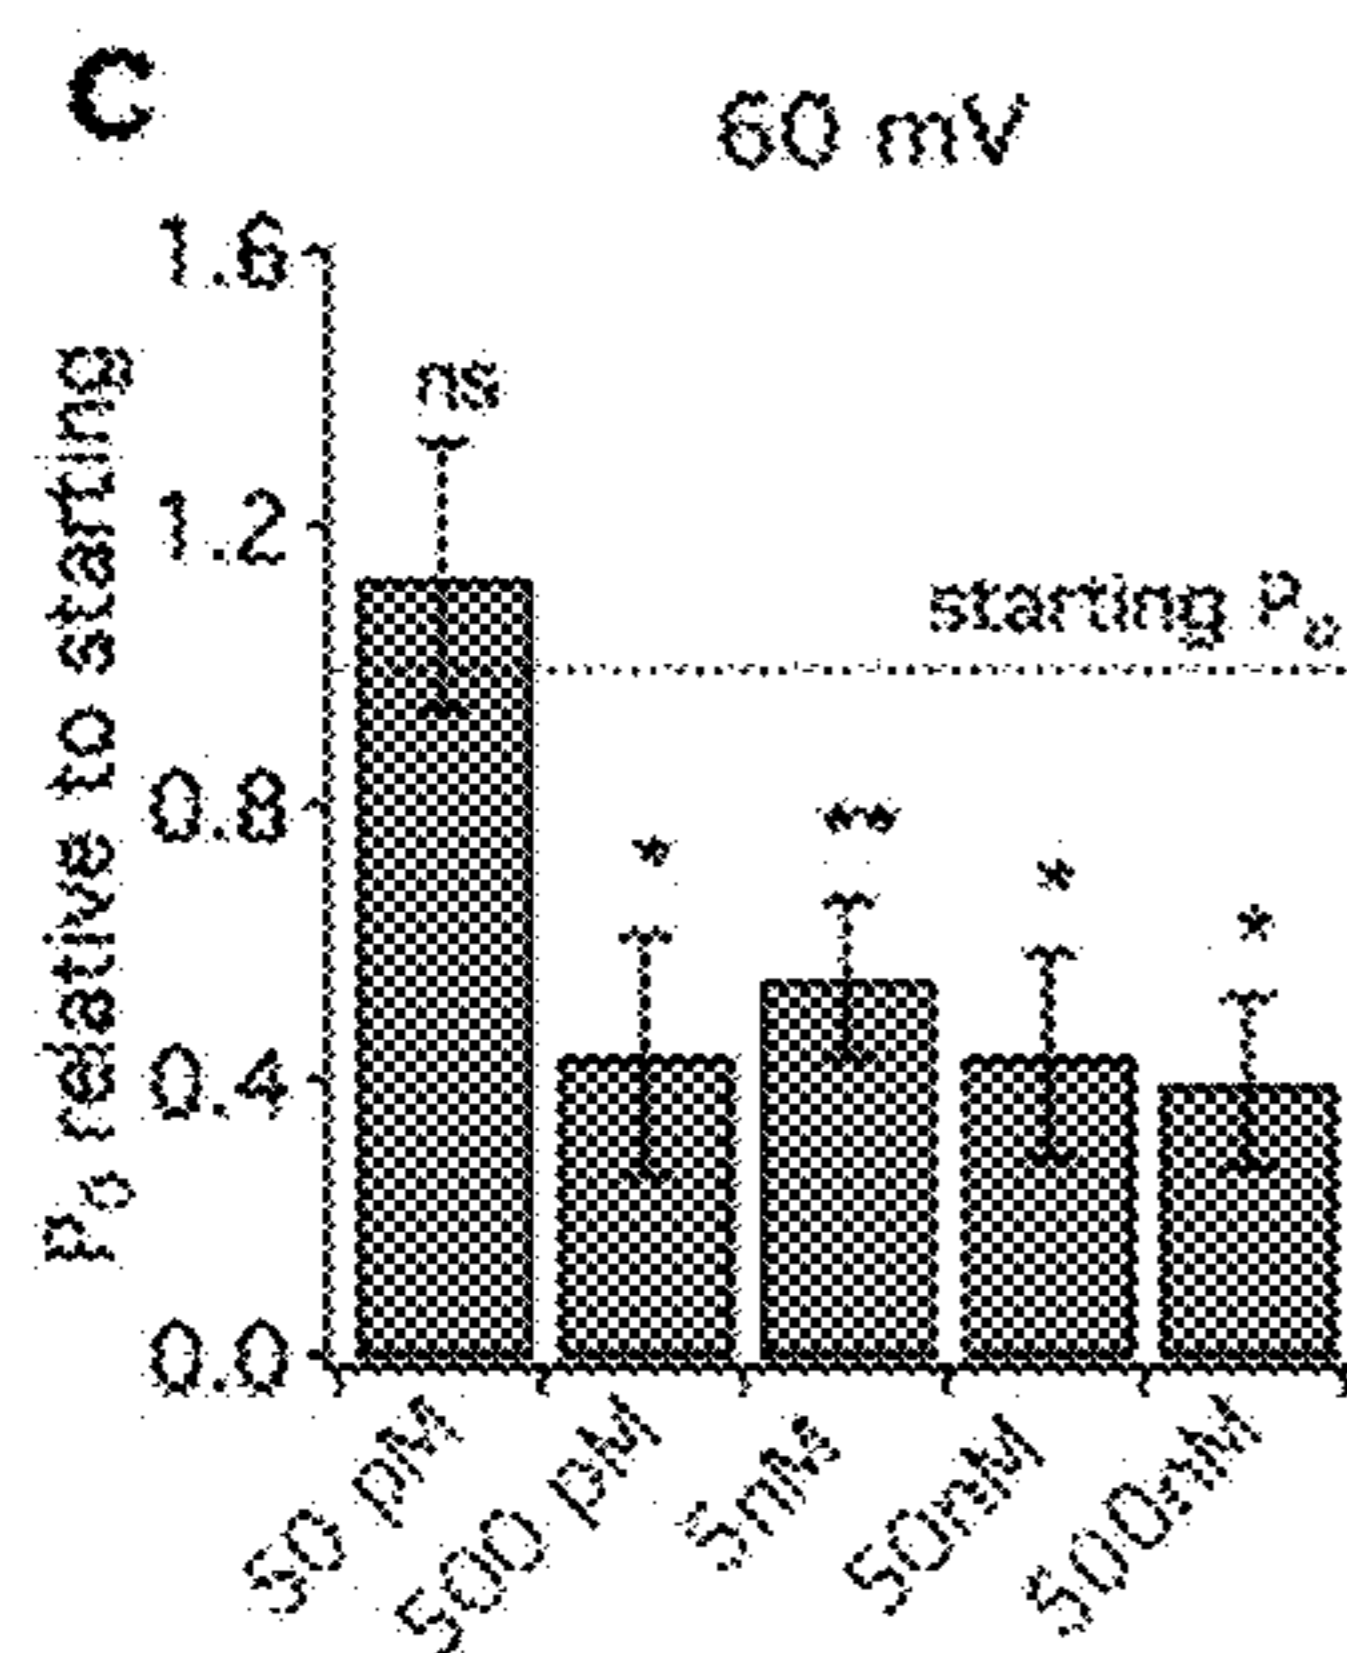 C
60 mV
1.6
ns
1.2
starting Po
0.8
*
**
*
*
0.4
0.0
Po relative to starting
50 pM
500 pM
5nM
50nM
500nM